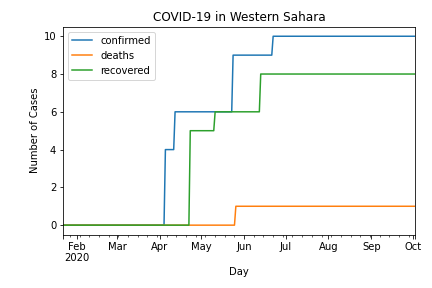 COVID-19 in Western Sahara
confirmed
deaths
recovered
Number of Cases
10
8
6
4
2
0
Feb Mar Apr May Jun Jul Aug Sep Oct
2020
Day